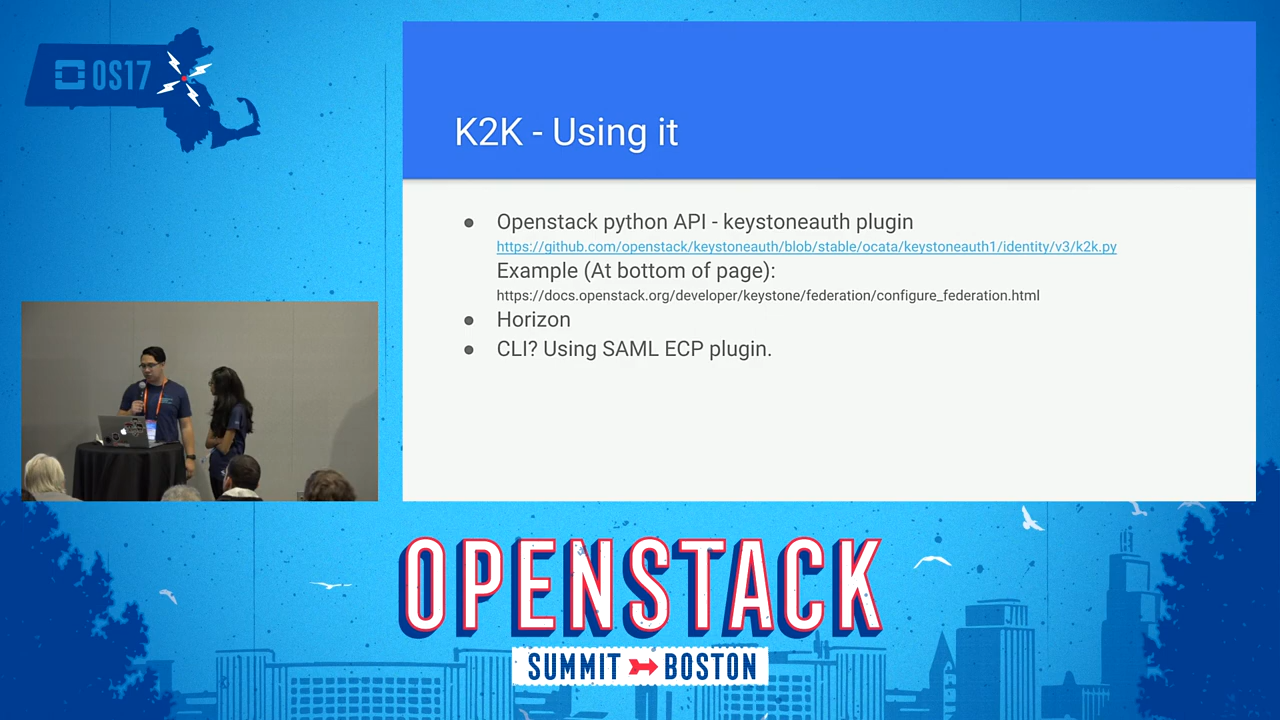 OS17
K2K - Using it
● Openstack python API - keystoneauth plugin
https://github.com/openstack/keystoneauth/blob/stable/ocata/keystoneauth1/identity/v3/k2k.py
Example (At bottom of page):
https://docs.openstack.org/developer/keystone/federation/configure_federation.html
● Horizon
● CLI? Using SAML ECP plugin.
OPENSTACK
SUMMIT BOSTON